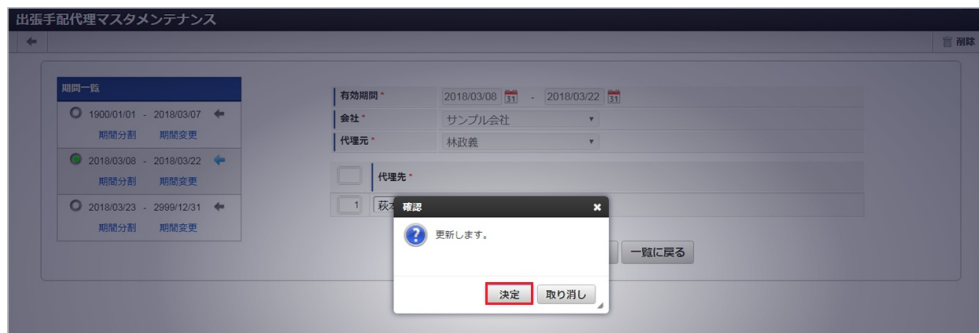 出張手配代理マスタメンテナンス
削除
期間一覧
1900/01/01 - 2018/03/07
期間分割 期間変更
2018/03/08 - 2018/03/22
期間分割 期間変更
2018/03/23 - 2999/12/31
期間分割 期間変更
有効期間* 2018/03/08 31 - 2018/03/22 31
会社* サンプル会社
代理元* 林政義
代理先*
1
確認
更新します。
決定 取り消し
一覧に戻る